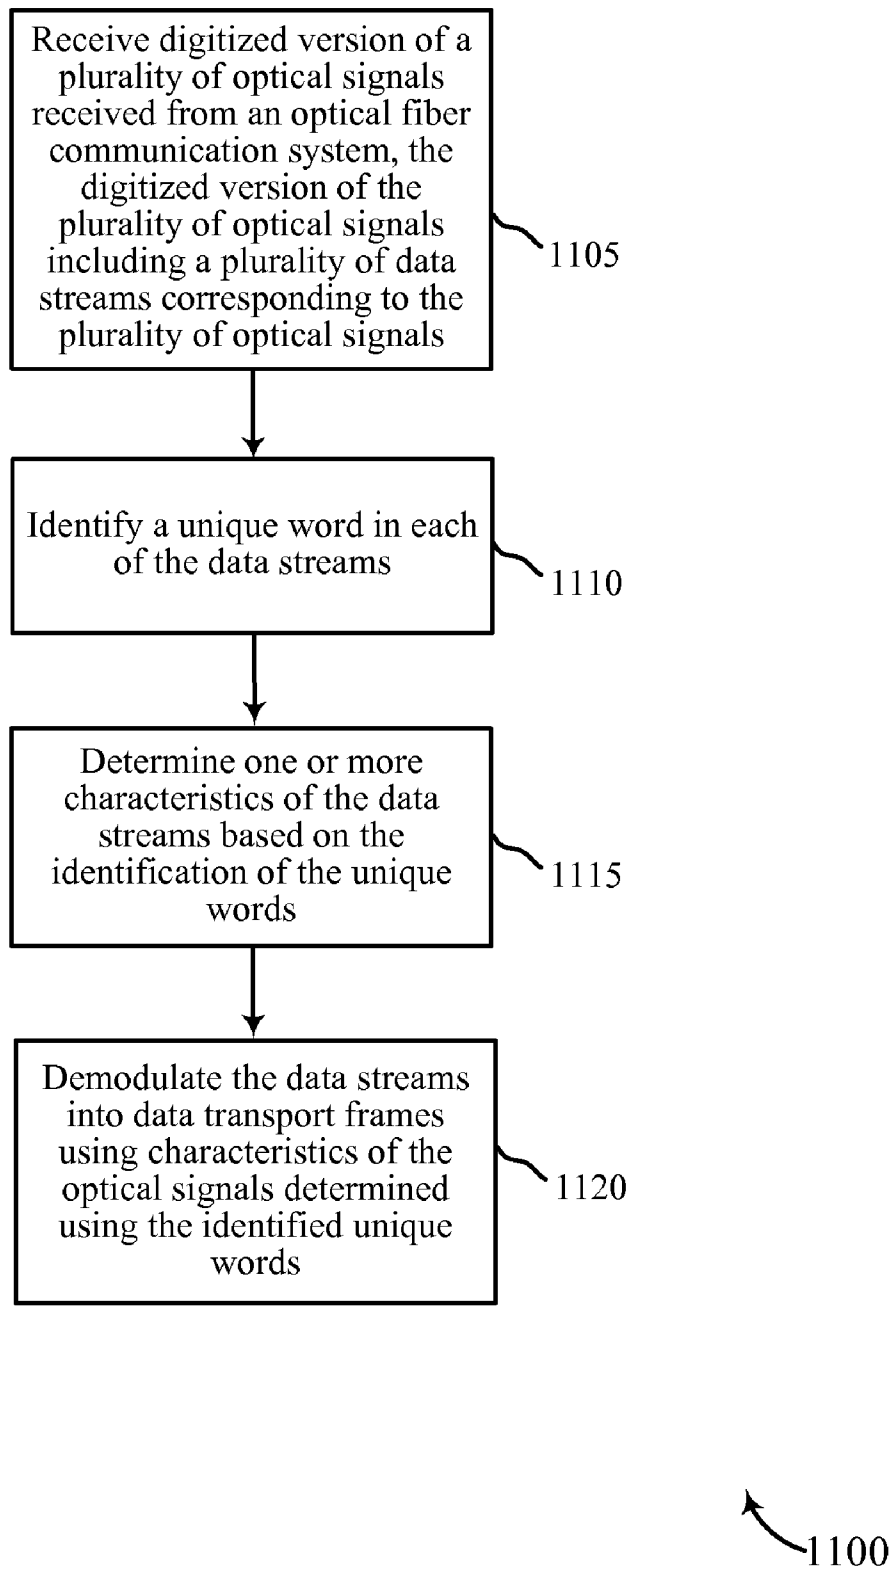 Receive digitized version of a
plurality of optical signals
received from an optical fiber
communication system, the
digitized version of the
plurality of optical signals
including a plurality of data
streams corresponding to the
plurality of optical signals
1105
Identify a unique word in each
of the data streams
1110
Determine one or more
characteristics of the data
streams based on the
identification of the unique
words
1115
Demodulate the data streams
into data transport frames
using characteristics of the
optical signals determined
using the identified unique
words
1120
1100